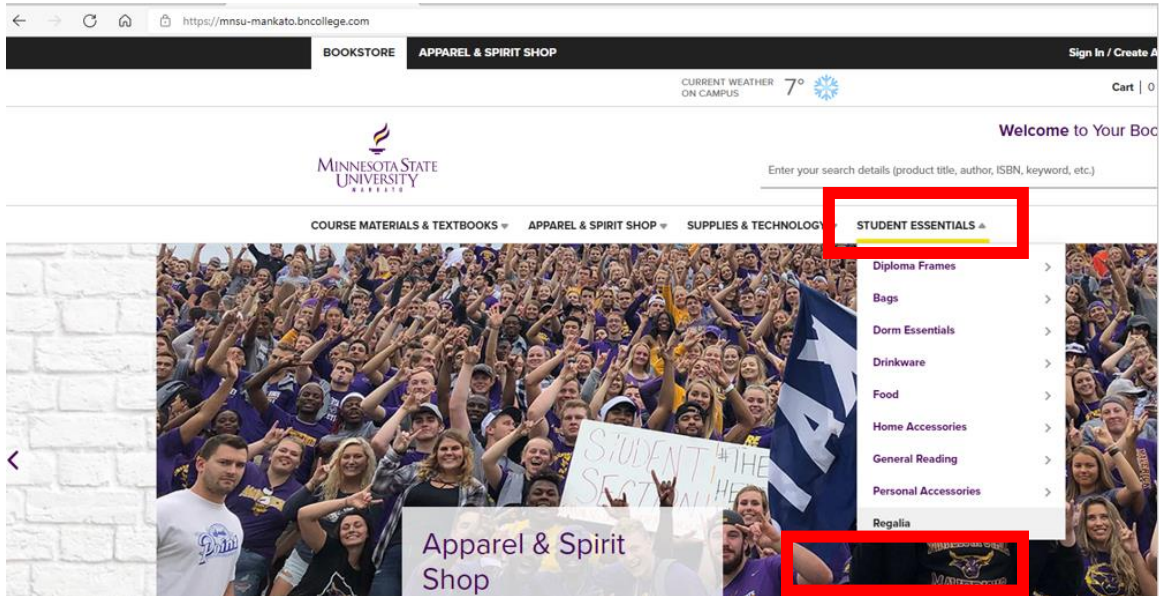 https://mnsu-mankato.bncollege.com
BOOKSTORE APPAREL & SPIRIT SHOP Sign In / Create A
CURRENT WEATHER
ON CAMPUS
7° Cart | 0
MINNESOTA STATE
UNIVERSITY
MANKATO
Welcome to Your Boo
Enter your search details (product title, author, ISBN, keyword, etc.)
COURSE MATERIALS & TEXTBOOKS APPAREL & SPIRIT SHOP SUPPLIES & TECHNOLOGY STUDENT ESSENTIALS
Diploma Frames
Bags
Dorm Essentials
Drinkware
Food
Home Accessories
General Reading
Personal Accessories
Regalia
STUDENT
SECTION!
#THE
Apparel & Spirit
Shop